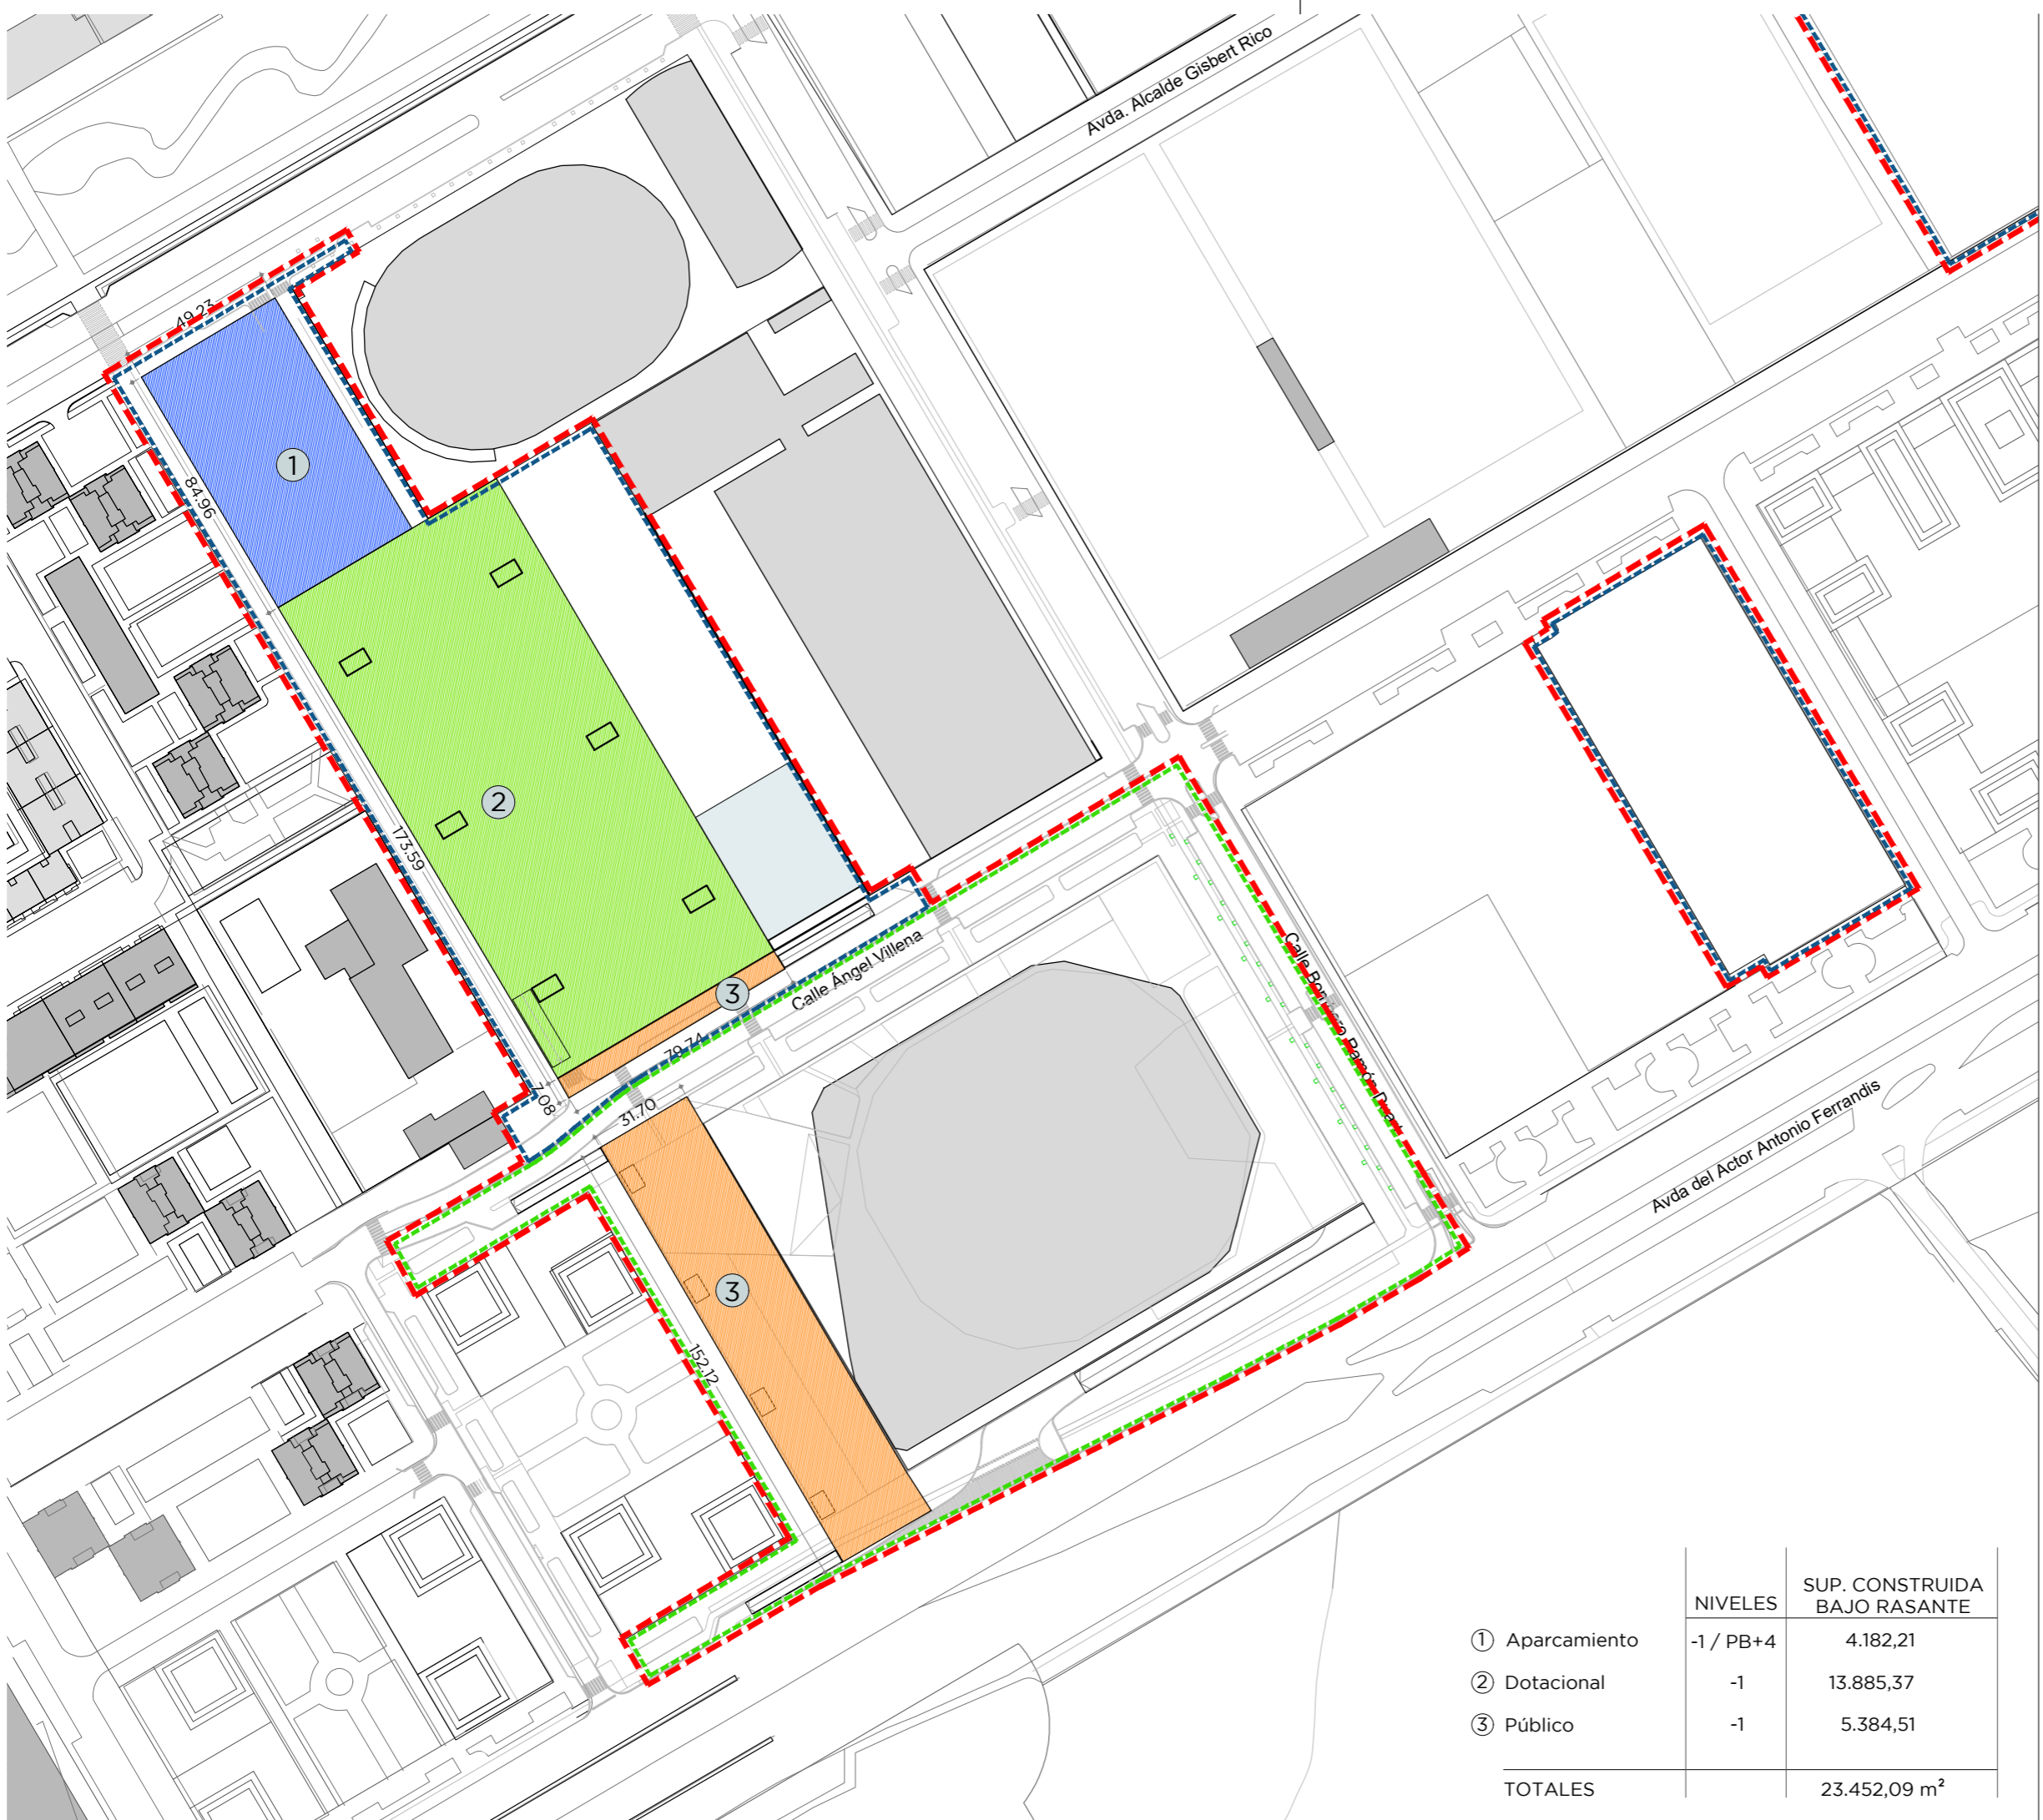 Avda. Alcalde Gisbert Rico
49.23
84.96
1
2
173.59
3
Calle Ángel Villena
79.74
7.08
31.70
3
152.12
Calle Ramón
Avda del Actor Antonio Ferrandis
NIVELES
SUP. CONSTRUIDA
BAJO RASANTE
1 Aparcamiento -1 / PB+4 4.182,21
2 Dotacional -1 13.885,37
3 Público -1 5.384,51
TOTALES 23.452,09 m²